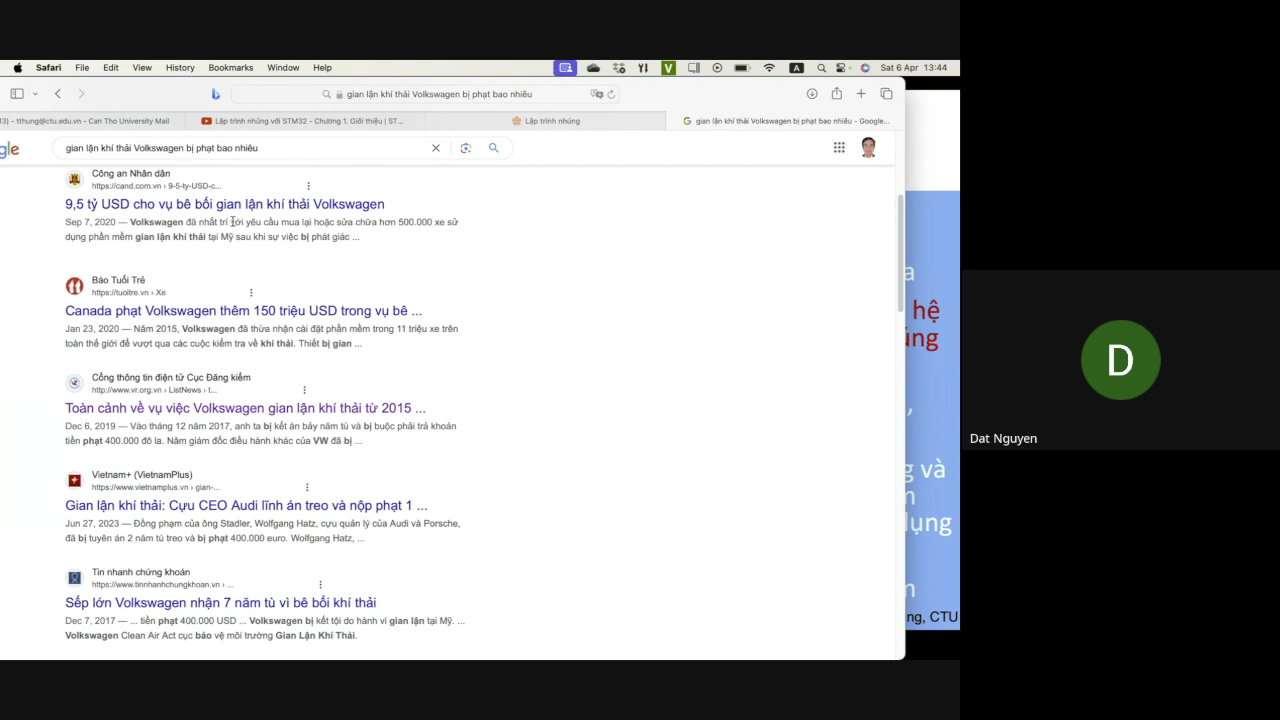 Safari File Edit View History Bookmarks Window Help
V
A
Sat 6 Apr 13:44
gian lận khí thải Volkswagen bị phạt bao nhiêu
3) - tthung@ctu.edu.vn - Can Tho University Mail
Lập trình nhúng với STM32 - Chương 1. Giới thiệu | ST...
Lập trình nhúng
gian lận khí thải Volkswagen bị phạt bao nhiêu - Google...
gle
gian lận khí thải Volkswagen bị phạt bao nhiêu
Công an Nhân dân
https://cand.com.vn › 9-5-ty-USD-c...
9,5 tỷ USD cho vụ bê bối gian lận khí thải Volkswagen
Sep 7, 2020 — Volkswagen đã nhất trí với yêu cầu mua lại hoặc sửa chữa hơn 500.000 xe sử
dụng phần mềm gian lận khí thải tại Mỹ sau khi sự việc bị phát giác ...
Báo Tuổi Trẻ
https://tuoitre.vn › Xe
Canada phạt Volkswagen thêm 150 triệu USD trong vụ bê ...
Jan 23, 2020 — Năm 2015, Volkswagen đã thừa nhận cài đặt phần mềm trong 11 triệu xe trên
toàn thế giới để vượt qua các cuộc kiểm tra về khí thải. Thiết bị gian ...
Cổng thông tin điện tử Cục Đăng kiểm
http://www.vr.org.vn › ListNews › t...
Toàn cảnh về vụ việc Volkswagen gian lận khí thải từ 2015 ...
Dec 6, 2019 — Vào tháng 12 năm 2017, anh ta bị kết án bảy năm tù và bị buộc phải trả khoản
tiền phạt 400.000 đô la. Năm giám đốc điều hành khác của VW đã bị ...
Vietnam+ (VietnamPlus)
https://www.vietnamplus.vn › gian-...
Gian lận khí thải: Cựu CEO Audi lĩnh án treo và nộp phạt 1 ...
Jun 27, 2023 — Đồng phạm của ông Stadler, Wolfgang Hatz, cựu quản lý của Audi và Porsche,
đã bị tuyên án 2 năm tù treo và bị phạt 400.000 euro. Wolfgang Hatz, ...
Tin nhanh chứng khoán
https://www.tinnhanhchungkhoan.vn › ...
Sếp lớn Volkswagen nhận 7 năm tù vì bê bối khí thải
Dec 7, 2017 — ... tiền phạt 400.000 USD ... Volkswagen bị kết tội do hành vi gian lận tại Mỹ. ...
Volkswagen Clean Air Act cục bảo vệ môi trường Gian Lận Khí Thải.
a
hệ
úng
,
g và
n
dụng
n
ng, CTU
D
Dat Nguyen